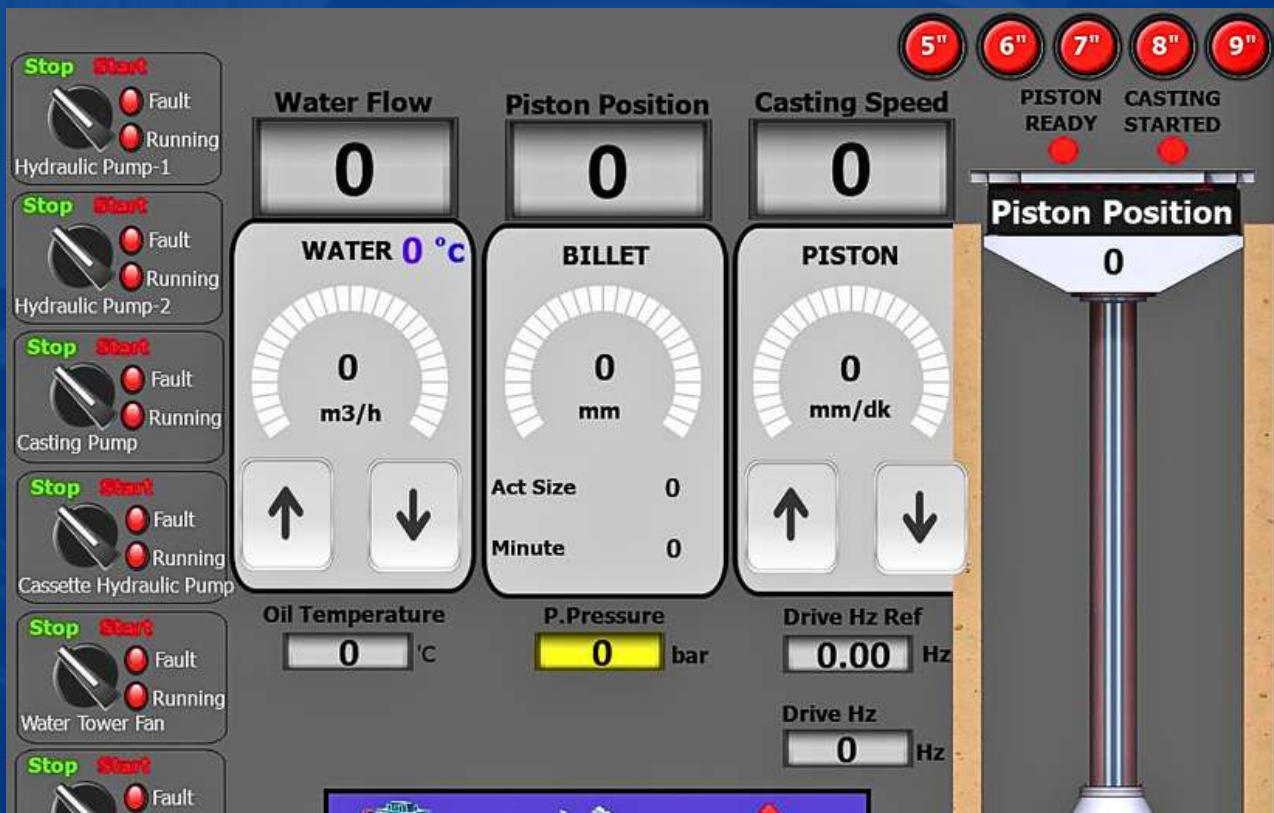 5" 6" 7" 8" 9"
Stop Start
Fault
Running
Hydraulic Pump-1
Stop Start
Fault
Running
Hydraulic Pump-2
Stop Start
Fault
Running
Casting Pump
Stop Start
Fault
Running
Cassette Hydraulic Pump
Stop Start
Fault
Running
Water Tower Fan
Stop Start
Fault
Water Flow
0
WATER 0 °C
0
m3/h
Oil Temperature
0 'C
Piston Position
0
BILLET
0
mm
Act Size 0
Minute 0
P.Pressure
0 bar
Casting Speed
0
PISTON
0
mm/dk
Drive Hz Ref
0.00 Hz
Drive Hz
0 Hz
PISTON
READY
CASTING
STARTED
Piston Position
0